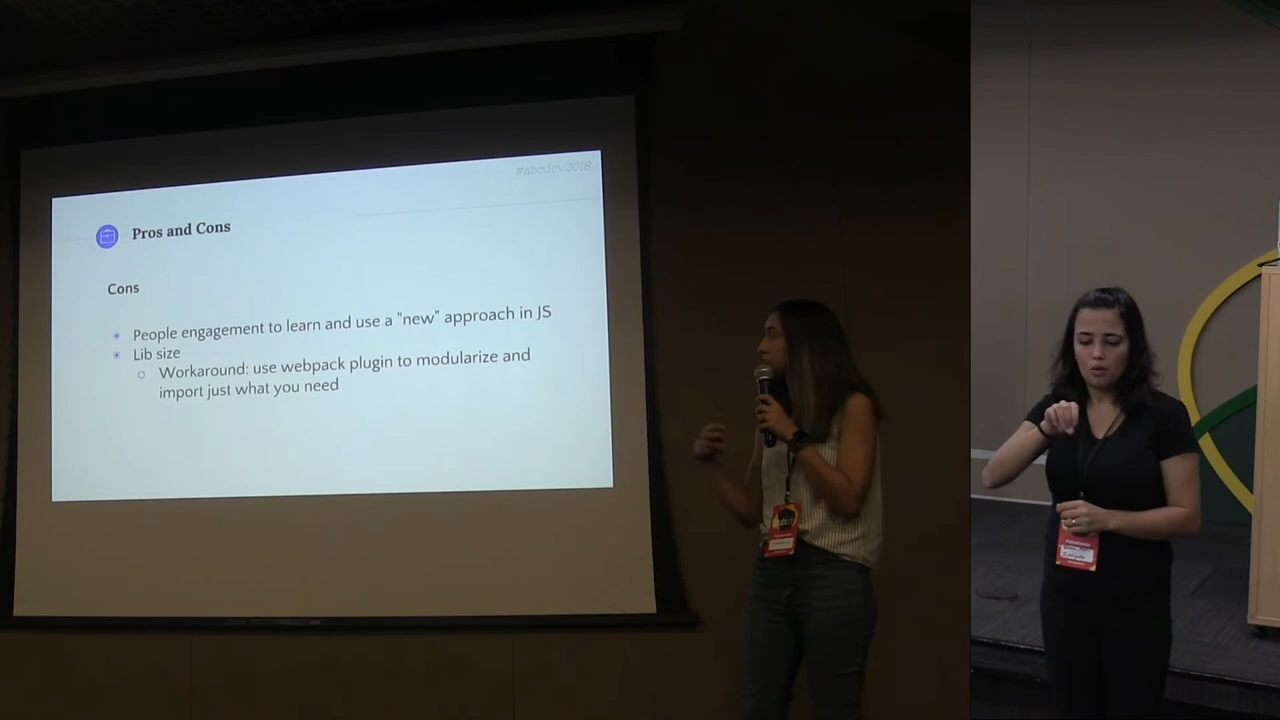 #abcdev2018
Pros and Cons
Cons
People engagement to learn and use a "new" approach in JS
Lib size
Workaround: use webpack plugin to modularize and
import just what you need